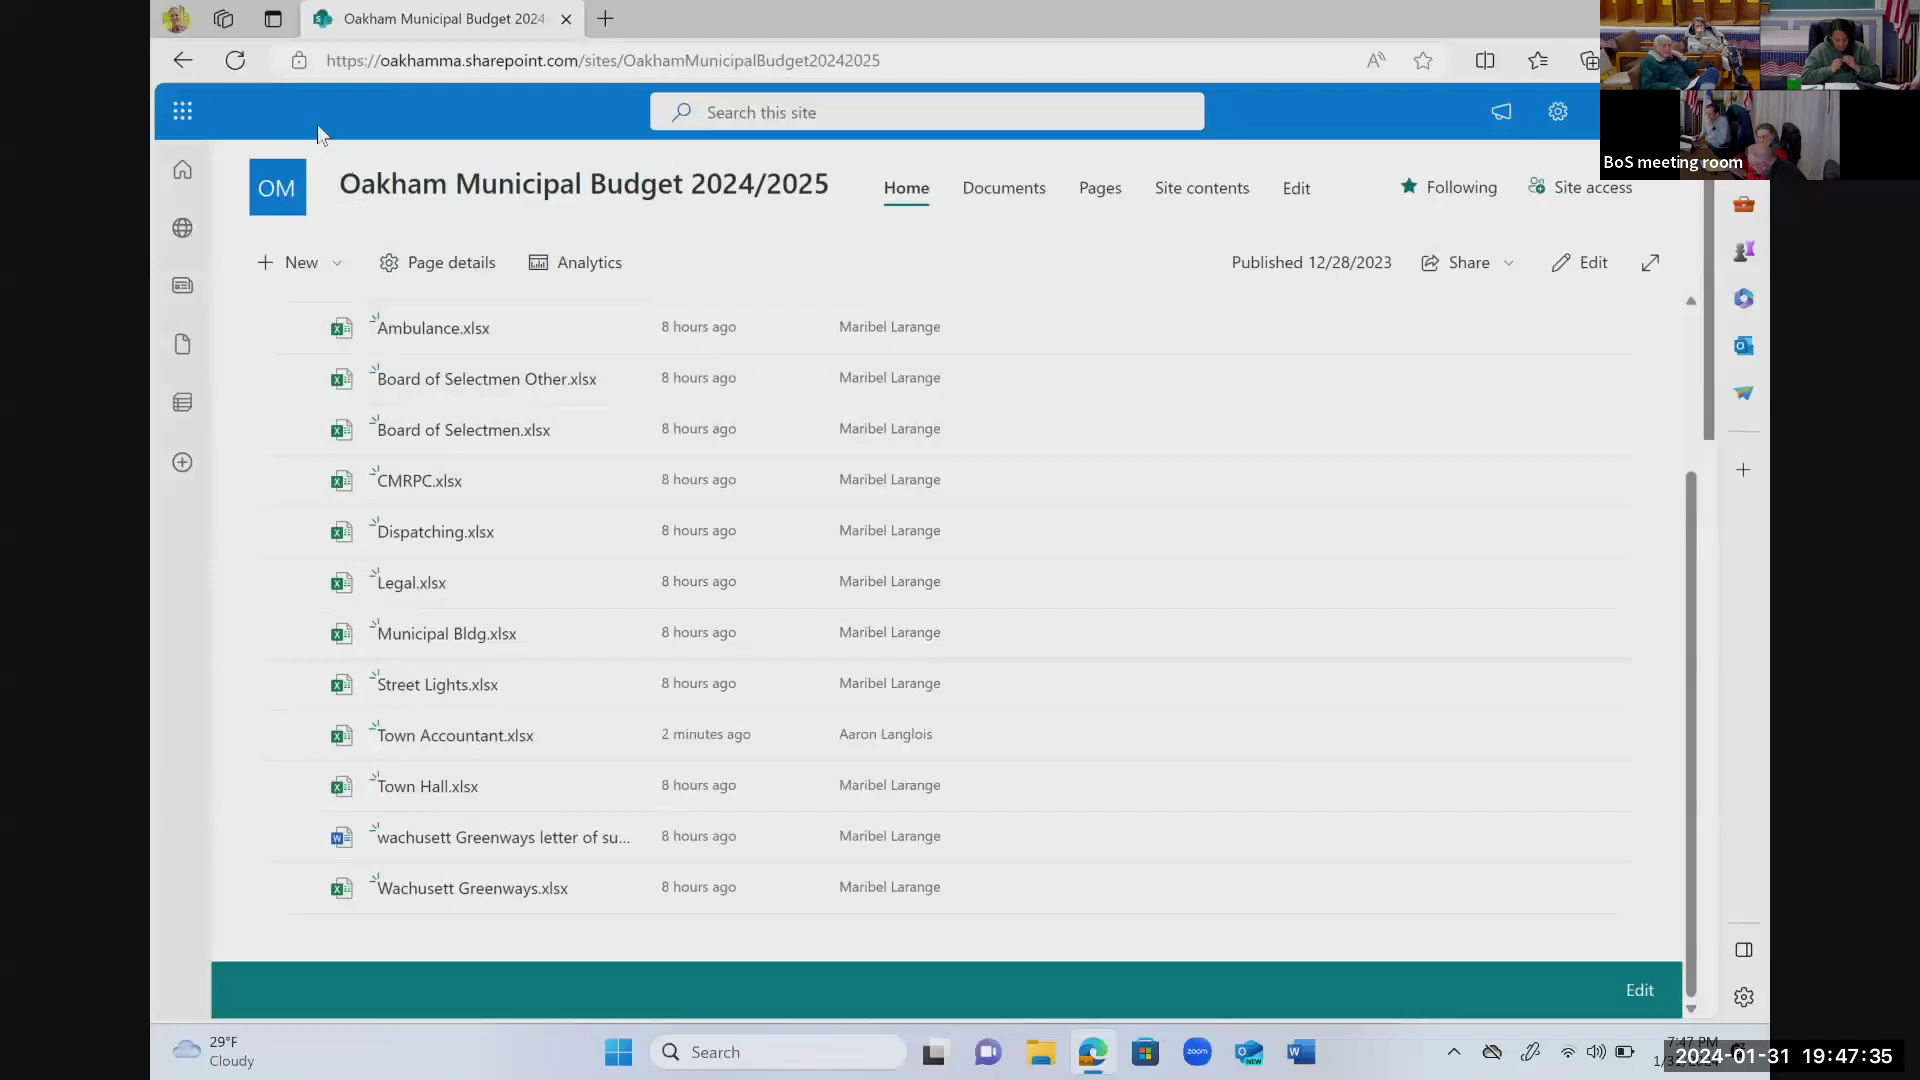 Oakham Municipal Budget 2024
https://oakhamma.sharepoint.com/sites/OakhamMunicipalBudget20242025
Search this site
BoS meeting room
OM
Oakham Municipal Budget 2024/2025
Home
Documents
Pages
Site contents
Edit
Following
Site access
New
Page details
Analytics
Published 12/28/2023
Share
Edit
Ambulance.xlsx 8 hours ago Maribel Larange
Board of Selectmen Other.xlsx 8 hours ago Maribel Larange
Board of Selectmen.xlsx 8 hours ago Maribel Larange
CMRPC.xlsx 8 hours ago Maribel Larange
Dispatching.xlsx 8 hours ago Maribel Larange
Legal.xlsx 8 hours ago Maribel Larange
Municipal Bldg.xlsx 8 hours ago Maribel Larange
Street Lights.xlsx 8 hours ago Maribel Larange
Town Accountant.xlsx 2 minutes ago Aaron Langlois
Town Hall.xlsx 8 hours ago Maribel Larange
wachusett Greenways letter of su... 8 hours ago Maribel Larange
Wachusett Greenways.xlsx 8 hours ago Maribel Larange
Edit
29°F
Cloudy
Search
zoom
NEW
7:47 PM
2024-01-31 19:47:35